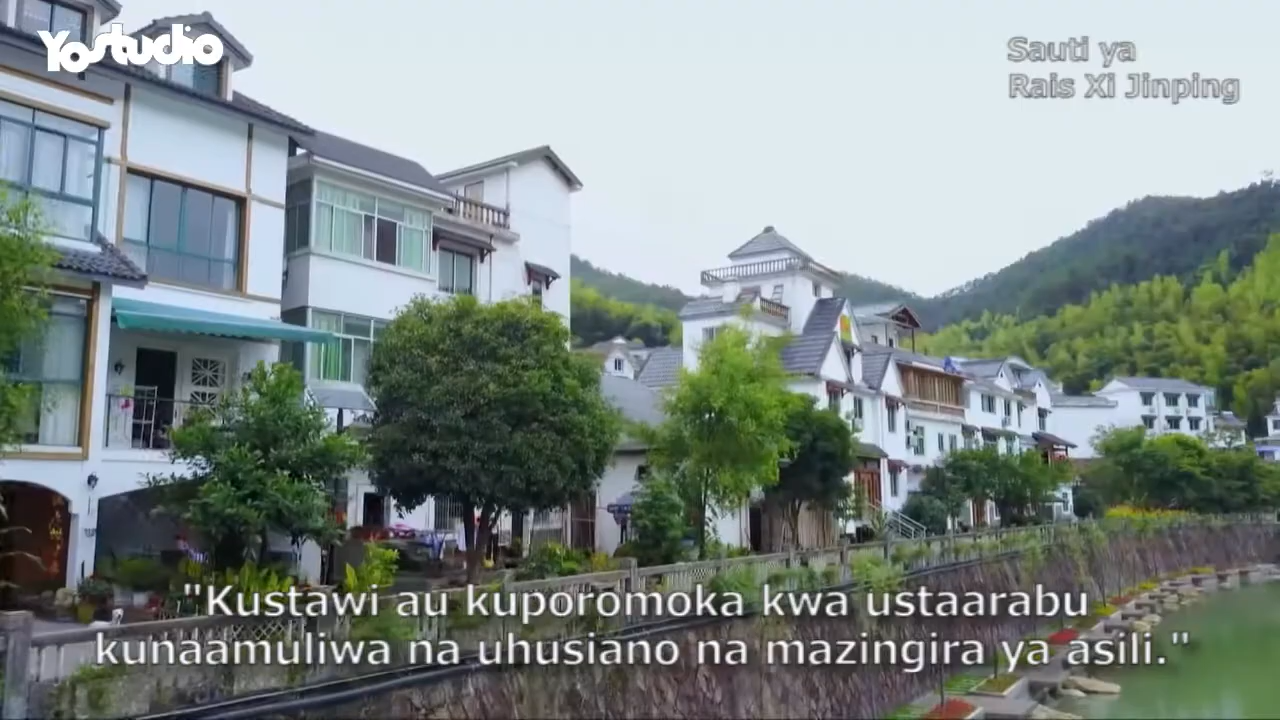 Yostudio
Sauti ya
Rais Xi Jinping
"Kustawi au kuporomoka kwa ustaarabu
kunaamuliwa na uhusiano na mazingira ya asili."